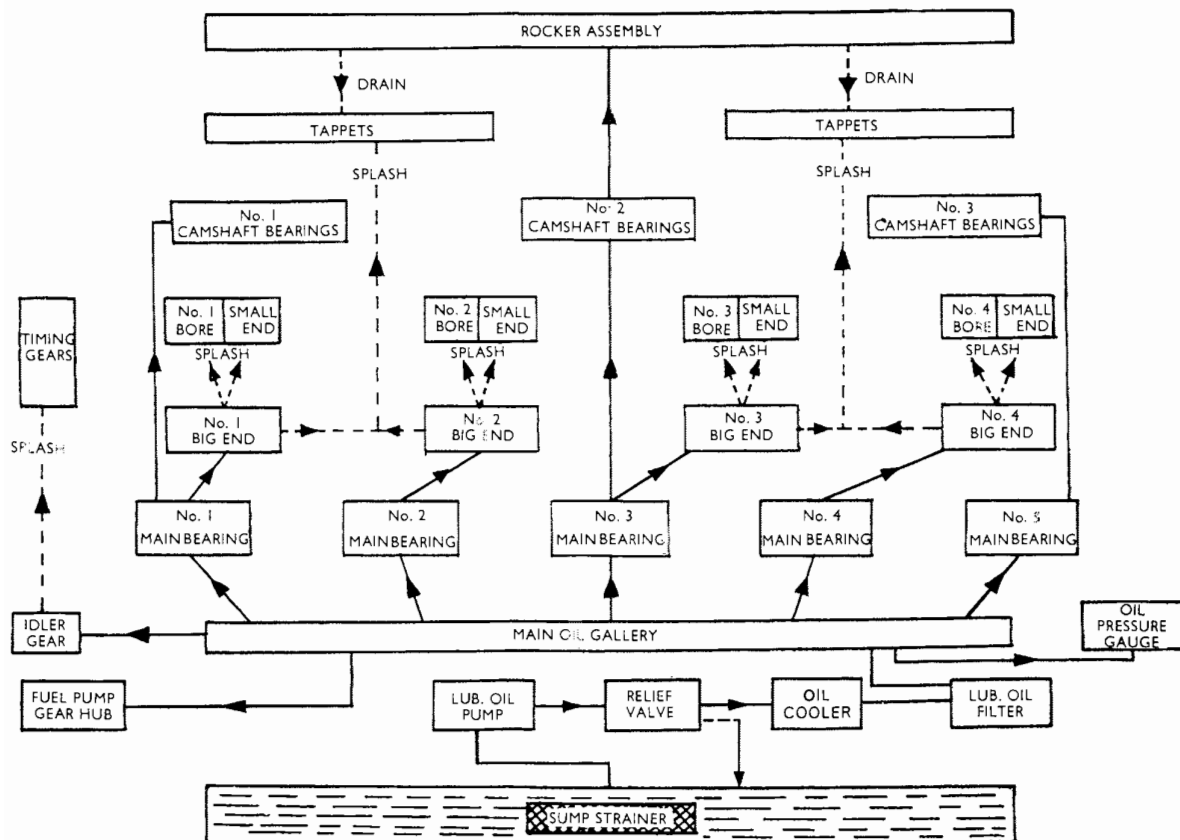 ROCKER ASSEMBLY
DRAIN
DRAIN
TAPPETS
TAPPETS
SPLASH
SPLASH
No. 1
CAMSHAFT BEARINGS
No. 2
CAMSHAFT BEARINGS
No. 3
CAMSHAFT BEARINGS
TIMING
GEARS
No. 1
BORE
SMALL
END
No. 2
BORE
SMALL
END
No. 3
BORE
SMALL
END
No. 4
BORE
SMALL
END
SPLASH
SPLASH
SPLASH
SPLASH
No. 1
BIG END
No. 2
BIG END
No. 3
BIG END
No. 4
BIG END
SPLASH
No. 1
MAIN BEARING
No. 2
MAIN BEARING
No. 3
MAIN BEARING
No. 4
MAIN BEARING
No. 5
MAIN BEARING
IDLER
GEAR
MAIN OIL GALLERY
OIL
PRESSURE
GAUGE
FUEL PUMP
GEAR HUB
LUB. OIL
PUMP
RELIEF
VALVE
OIL
COOLER
LUB. OIL
FILTER
SUMP STRAINER